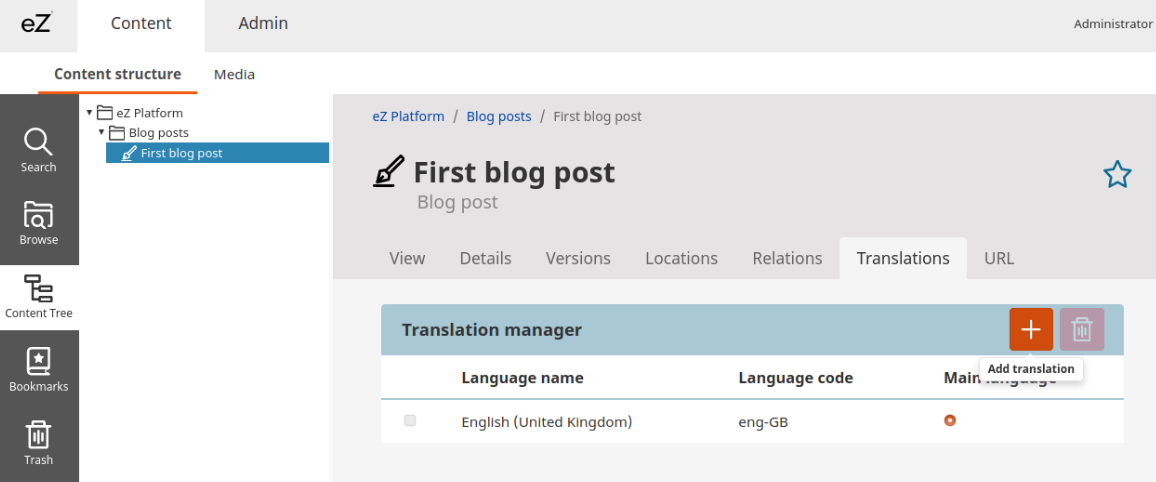 eZ
Content
Admin
Administrator
Content structure
Media
Search
Browse
Content Tree
Bookmarks
Trash
eZ Platform
Blog posts
First blog post
eZ Platform / Blog posts / First blog post
First blog post
Blog post
View
Details
Versions
Locations
Relations
Translations
URL
Translation manager
Add translation
Language name
Language code
Main language
English (United Kingdom)
eng-GB